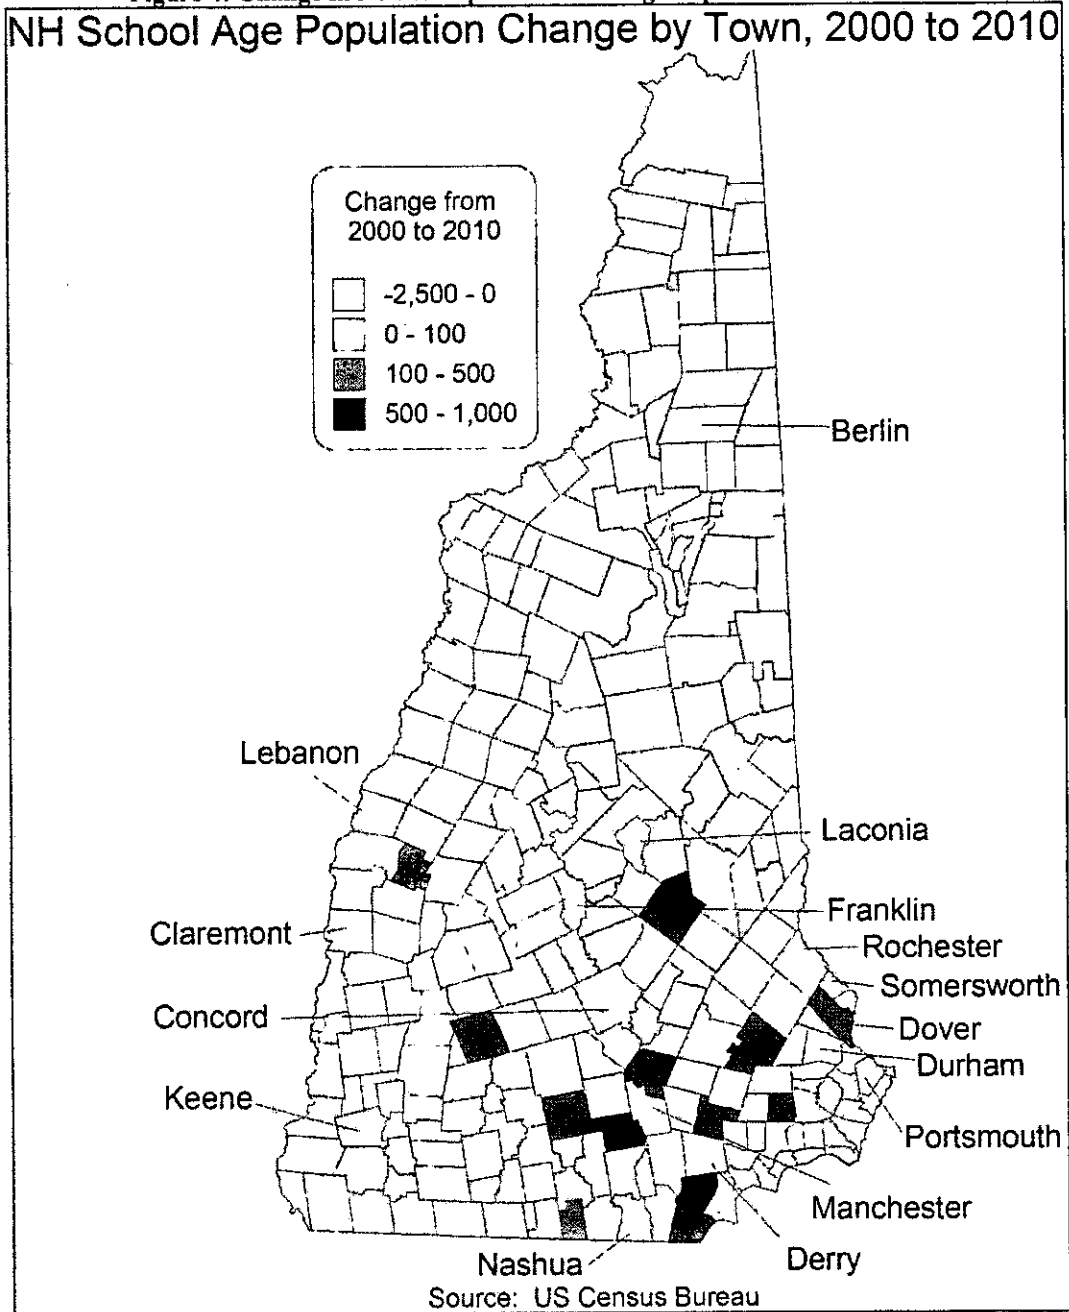 NH School Age Population Change by Town, 2000 to 2010
Change from
2000 to 2010
-2,500 - 0
0 - 100
100 - 500
500 - 1,000
Berlin
Lebanon
Laconia
Franklin
Claremont
Rochester
Somersworth
Concord
Dover
Durham
Keene
Portsmouth
Manchester
Derry
Nashua
Source: US Census Bureau